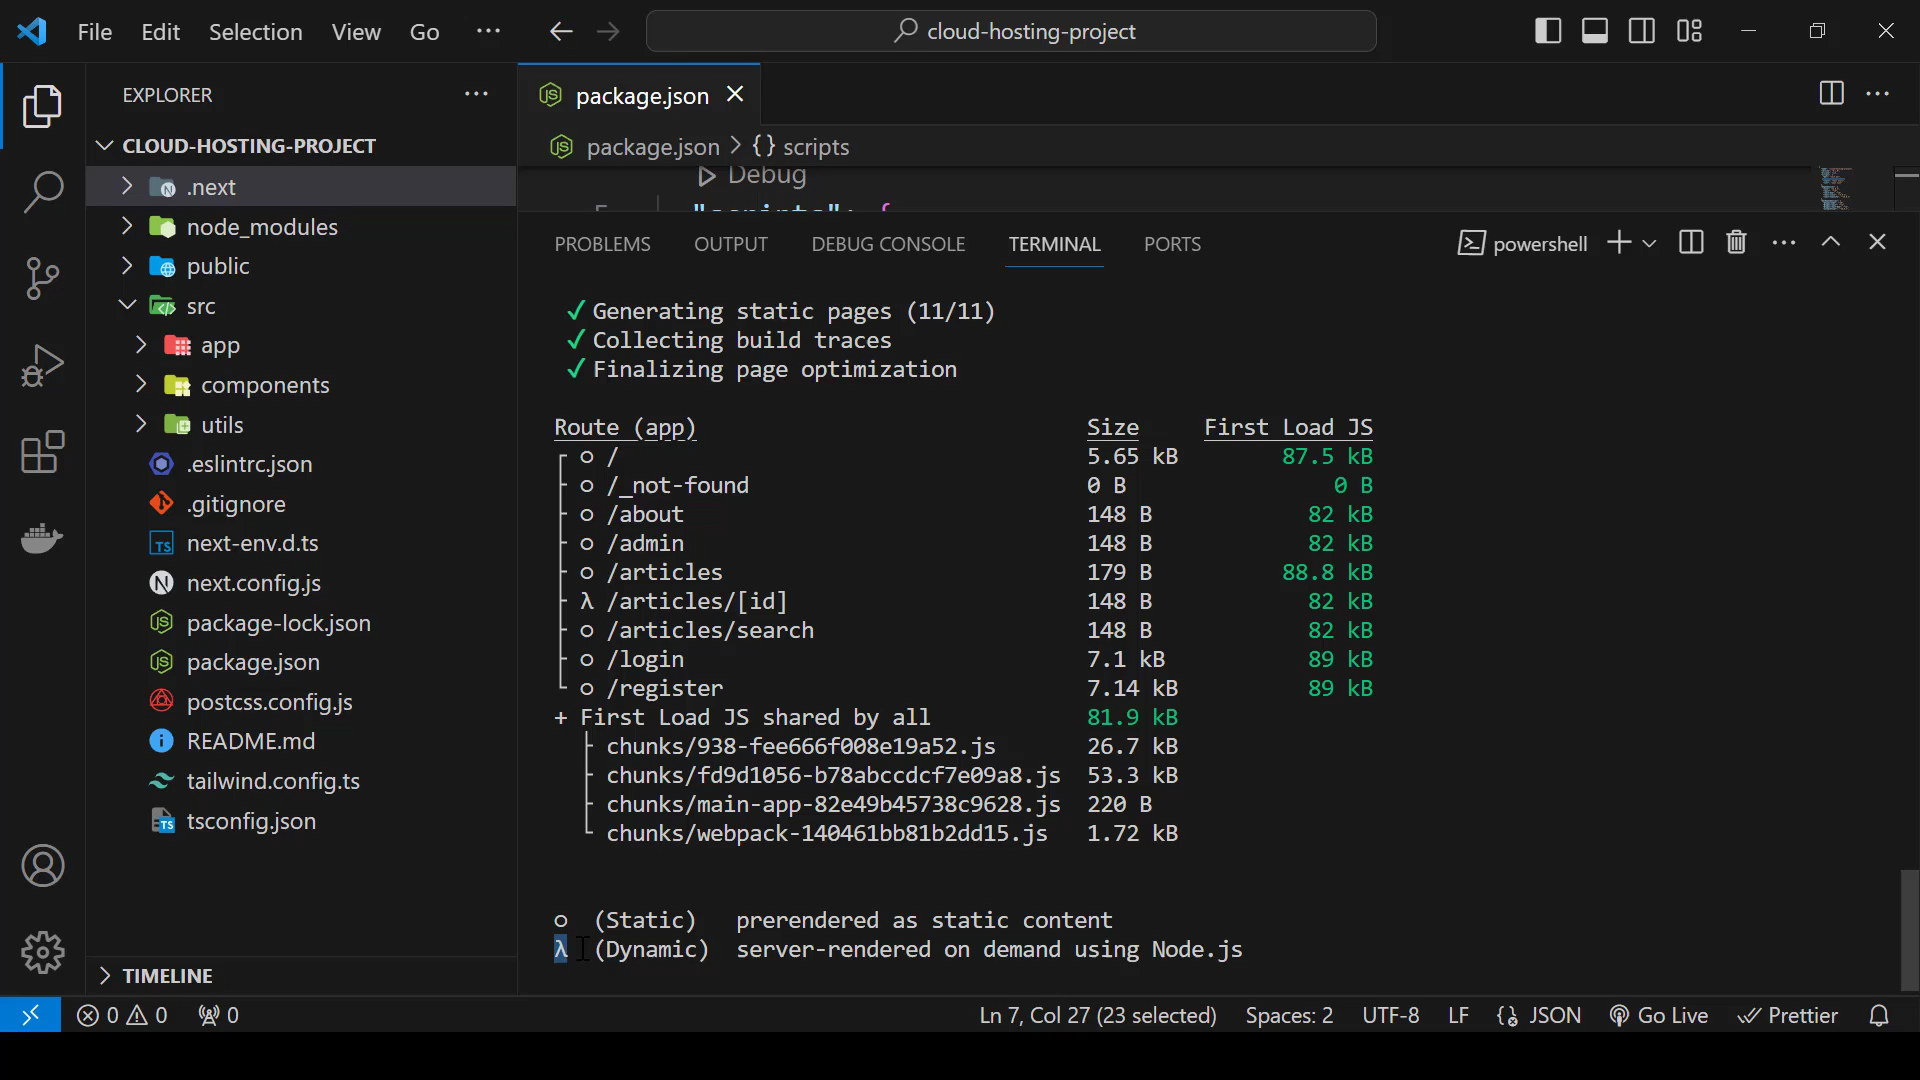 File Edit Selection View Go ··· cloud-hosting-project
EXPLORER
CLOUD-HOSTING-PROJECT
.next
node_modules
public
src
app
components
utils
.eslintrc.json
.gitignore
next-env.d.ts
next.config.js
package-lock.json
package.json
postcss.config.js
README.md
tailwind.config.ts
tsconfig.json
TIMELINE
package.json
package.json > {} scripts
Debug
5 "scripts": {
PROBLEMS OUTPUT DEBUG CONSOLE TERMINAL PORTS powershell
✓ Generating static pages (11/11)
✓ Collecting build traces
✓ Finalizing page optimization
Route (app) Size First Load JS
┌ ○ / 5.65 kB 87.5 kB
├ ○ /_not-found 0 B 0 B
├ ○ /about 148 B 82 kB
├ ○ /admin 148 B 82 kB
├ ○ /articles 179 B 88.8 kB
├ λ /articles/[id] 148 B 82 kB
├ ○ /articles/search 148 B 82 kB
├ ○ /login 7.1 kB 89 kB
└ ○ /register 7.14 kB 89 kB
+ First Load JS shared by all 81.9 kB
├ chunks/938-fee666f008e19a52.js 26.7 kB
├ chunks/fd9d1056-b78abccdcf7e09a8.js 53.3 kB
├ chunks/main-app-82e49b45738c9628.js 220 B
└ chunks/webpack-140461bb81b2dd15.js 1.72 kB
○ (Static) prerendered as static content
λ (Dynamic) server-rendered on demand using Node.js
0 0 0 Ln 7, Col 27 (23 selected) Spaces: 2 UTF-8 LF JSON Go Live Prettier